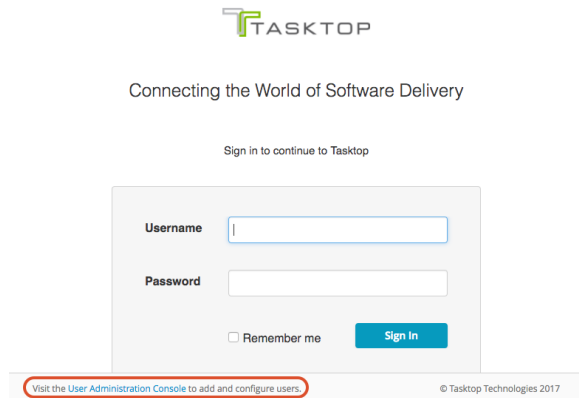 TASKTOP
Connecting the World of Software Delivery
Sign in to continue to Tasktop
Username
Password
Remember me
Sign In
Visit the User Administration Console to add and configure users.
© Tasktop Technologies 2017